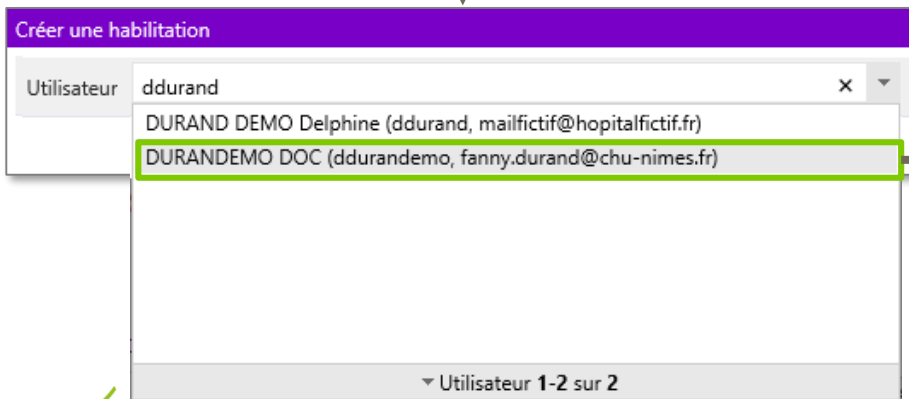 Créer une habilitation
Utilisateur ddurand
DURAND DEMO Delphine (ddurand, mailfictif@hopitalfictif.fr)
DURANDEMO DOC (ddurandemo, fanny.durand@chu-nimes.fr)
Utilisateur 1-2 sur 2